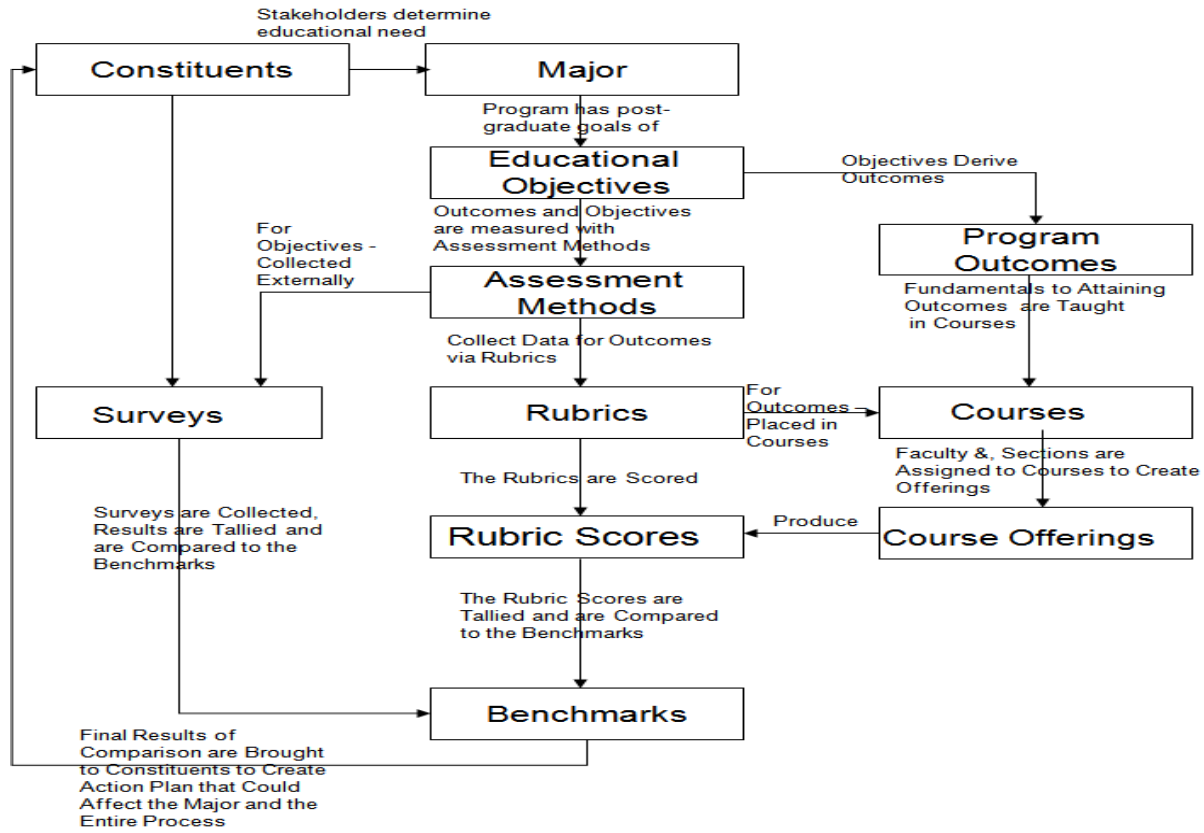 Stakeholders determine
educational need
Constituents
Major
Program has post-
graduate goals of
Educational
Objectives
Objectives Derive
Outcomes
Outcomes and Objectives
are measured with
Assessment Methods
For
Objectives -
Collected
Externally
Program
Outcomes
Assessment
Methods
Fundamentals to Attaining
Outcomes are Taught
in Courses
Collect Data for Outcomes
via Rubrics
Surveys
Rubrics
For
Outcomes –
Placed in
Courses
Courses
Faculty &, Sections are
Assigned to Courses to Create
Offerings
The Rubrics are Scored
Surveys are Collected,
Results are Tallied and
are Compared to the
Benchmarks
Rubric Scores
Produce
Course Offerings
The Rubric Scores are
Tallied and are Compared
to the Benchmarks
Benchmarks
Final Results of
Comparison are Brought
to Constituents to Create
Action Plan that Could
Affect the Major and the
Entire Process